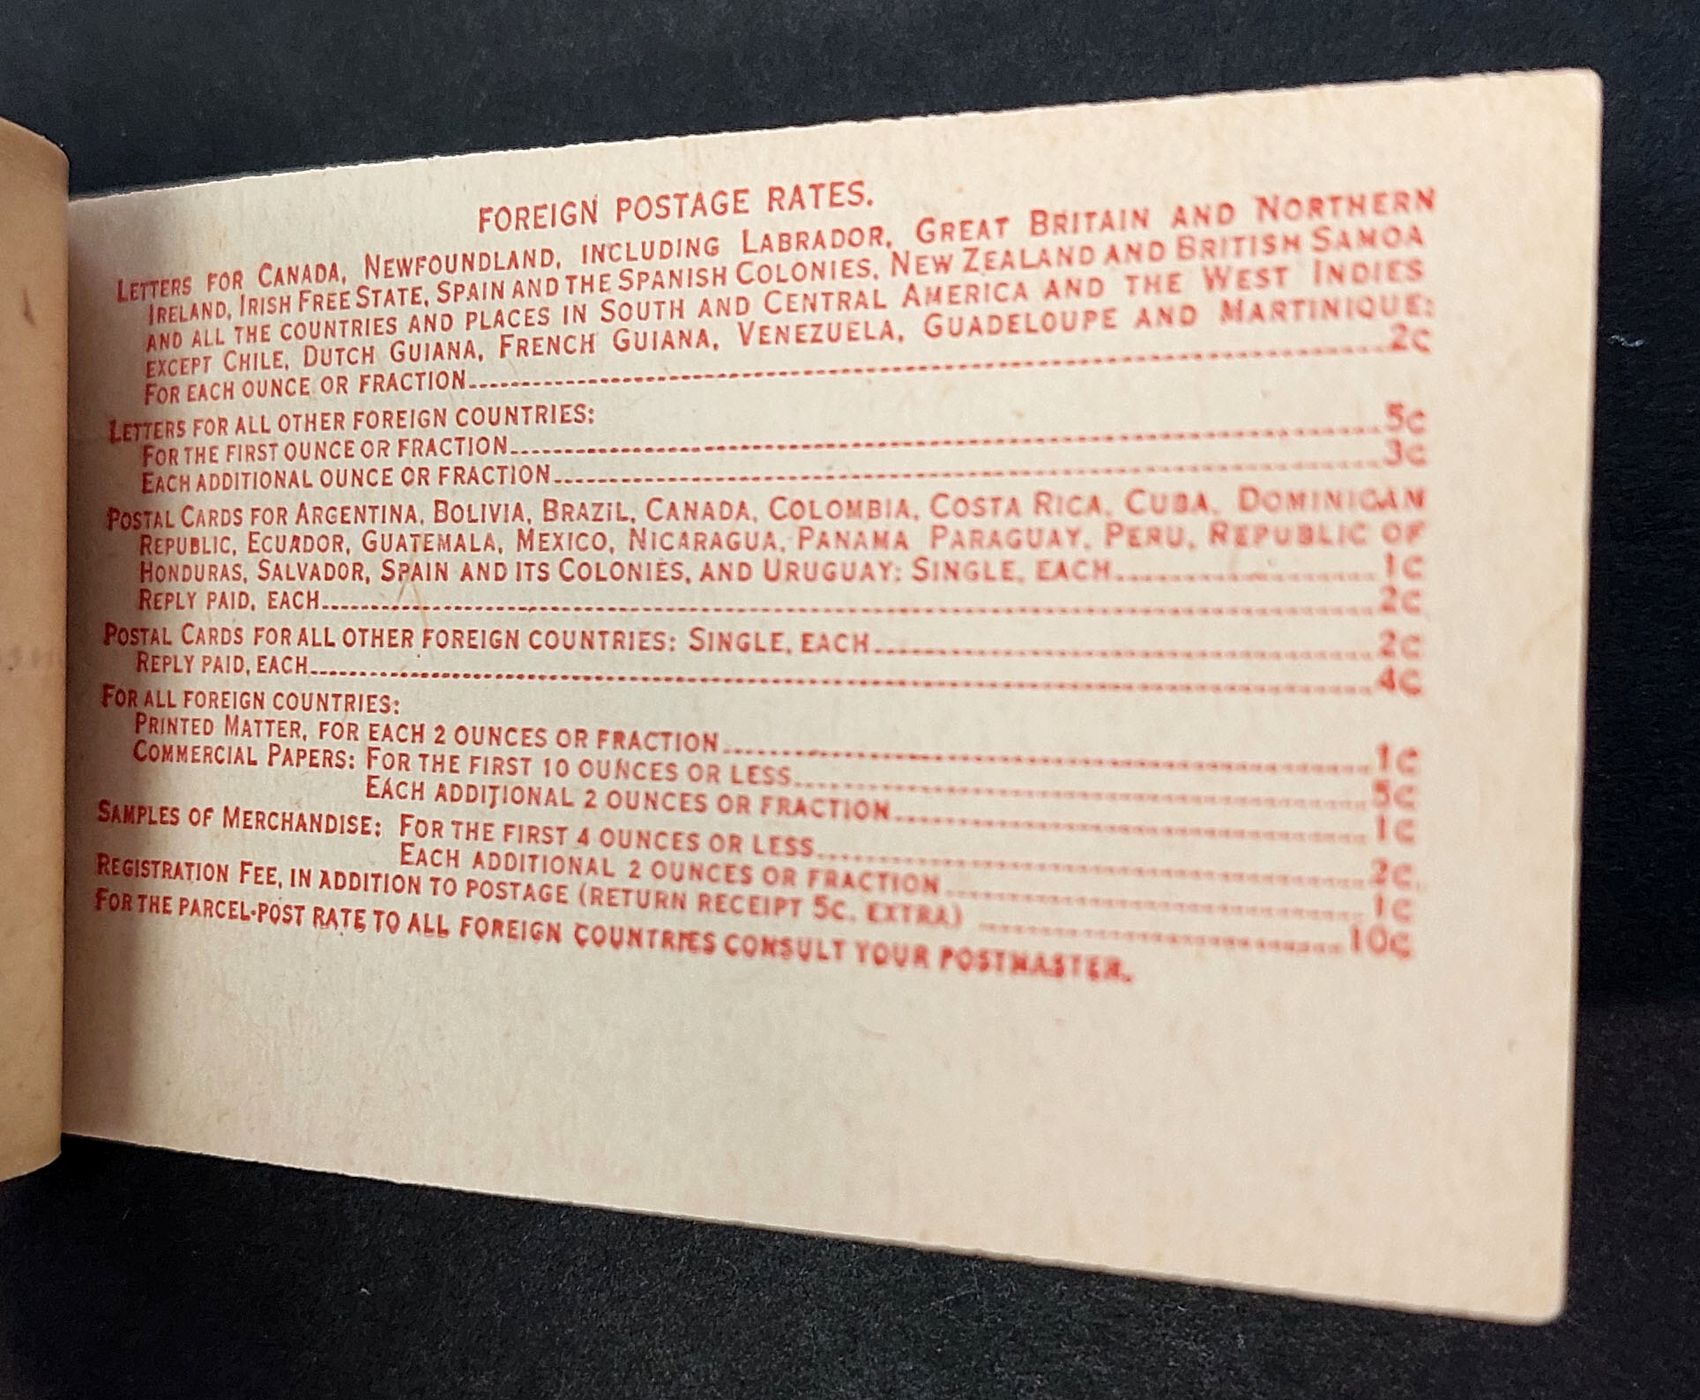 FOREIGN POSTAGE RATES.
LETTERS FOR CANADA, NEWFOUNDLAND, INCLUDING LABRADOR, GREAT BRITAIN AND NORTHERN
IRELAND, IRISH FREE STATE, SPAIN AND THE SPANISH COLONIES, NEW ZEALAND AND BRITISH SAMOA
AND ALL THE COUNTRIES AND PLACES IN SOUTH AND CENTRAL AMERICA AND THE WEST INDIES
EXCEPT CHILE, DUTCH GUIANA, FRENCH GUIANA, VENEZUELA, GUADELOUPE AND MARTINIQUE:
FOR EACH OUNCE OR FRACTION 2C
LETTERS FOR ALL OTHER FOREIGN COUNTRIES:
FOR THE FIRST OUNCE OR FRACTION 5C
EACH ADDITIONAL OUNCE OR FRACTION 3C
POSTAL CARDS FOR ARGENTINA, BOLIVIA, BRAZIL, CANADA, COLOMBIA, COSTA RICA, CUBA, DOMINICAN
REPUBLIC, ECUADOR, GUATEMALA, MEXICO, NICARAGUA, PANAMA PARAGUAY, PERU, REPUBLIC OF
HONDURAS, SALVADOR, SPAIN AND ITS COLONIES, AND URUGUAY: SINGLE, EACH 1C
REPLY PAID, EACH 2C
POSTAL CARDS FOR ALL OTHER FOREIGN COUNTRIES: SINGLE, EACH 2C
REPLY PAID, EACH 4C
FOR ALL FOREIGN COUNTRIES:
PRINTED MATTER, FOR EACH 2 OUNCES OR FRACTION 1C
COMMERCIAL PAPERS: FOR THE FIRST 10 OUNCES OR LESS 5C
EACH ADDITIONAL 2 OUNCES OR FRACTION 1C
SAMPLES OF MERCHANDISE: FOR THE FIRST 4 OUNCES OR LESS 2C
EACH ADDITIONAL 2 OUNCES OR FRACTION 1C
REGISTRATION FEE, IN ADDITION TO POSTAGE (RETURN RECEIPT 5C. EXTRA) 10C
FOR THE PARCEL-POST RATE TO ALL FOREIGN COUNTRIES CONSULT YOUR POSTMASTER.